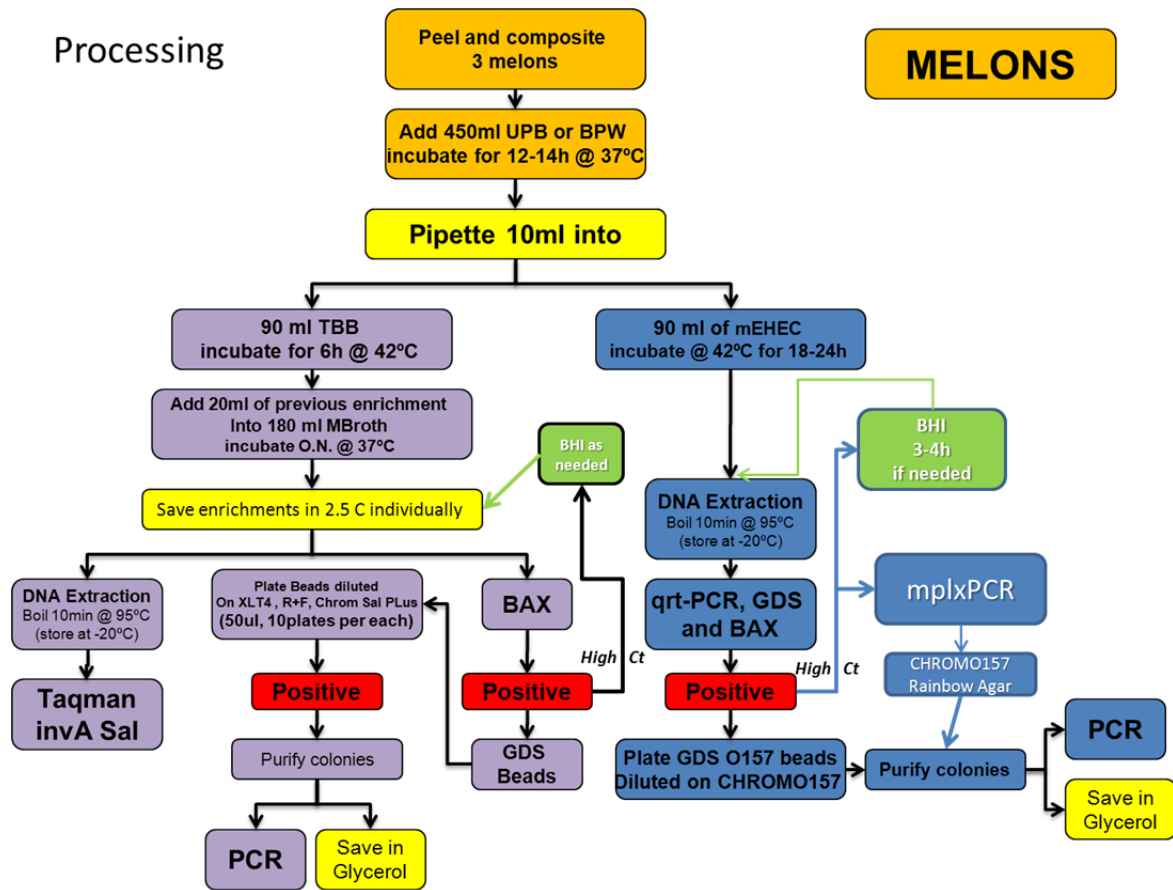 Processing
Peel and composite
3 melons
MELONS
Add 450ml UPB or BPW
incubate for 12-14h @ 37ºC
Pipette 10ml into
90 ml TBB
incubate for 6h @ 42ºC
90 ml of mEHEC
incubate @ 42ºC for 18-24h
Add 20ml of previous enrichment
Into 180 ml MBroth
incubate O.N. @ 37ºC
BHI as
needed
BHI
3-4h
if needed
Save enrichments in 2.5 C individually
DNA Extraction
Boil 10min @ 95ºC
(store at -20ºC)
DNA Extraction
Boil 10min @ 95ºC
(store at -20ºC)
Plate Beads diluted
On XLT4 , R+F, Chrom Sal PLus
(50ul, 10plates per each)
BAX
qrt-PCR, GDS
and BAX
mplxPCR
High Ct
High Ct
Taqman
invA Sal
Positive
Positive
Positive
CHROMO157
Rainbow Agar
Purify colonies
GDS
Beads
Plate GDS O157 beads
Diluted on CHROMO157
Purify colonies
PCR
Save in
Glycerol
PCR
Save in
Glycerol